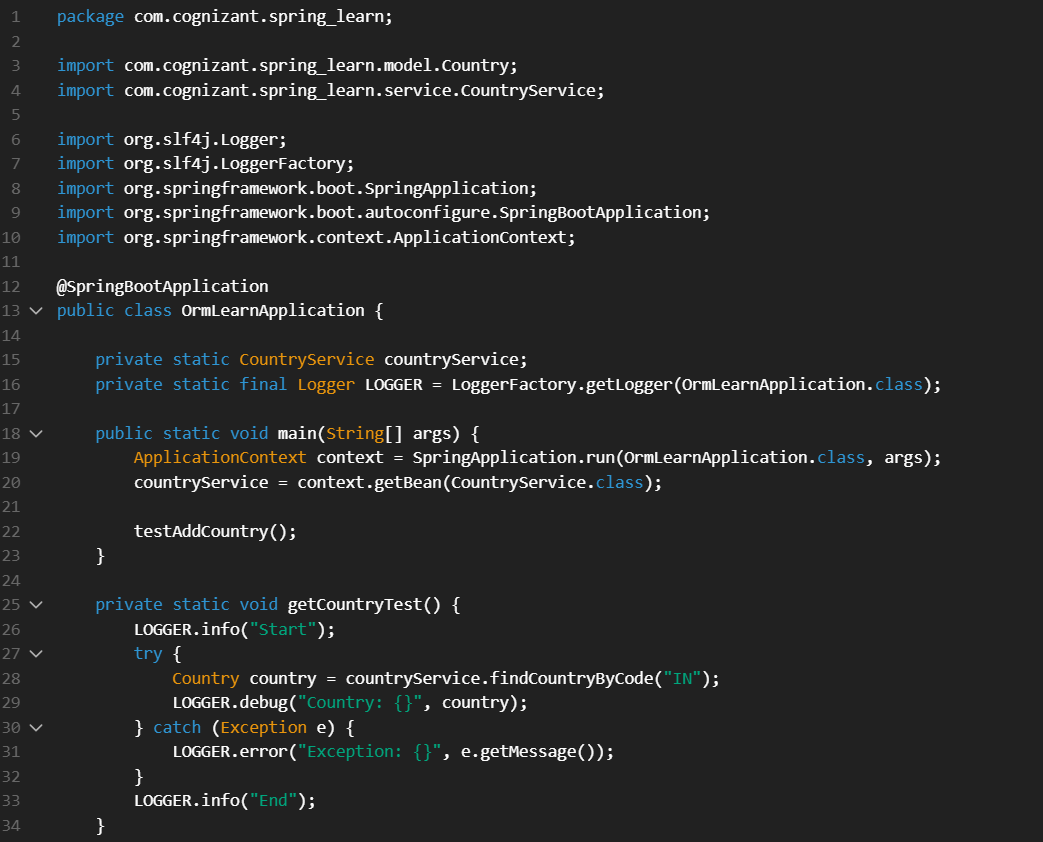 1 package com.cognizant.spring_learn;
2
3 import com.cognizant.spring_learn.model.Country;
4 import com.cognizant.spring_learn.service.CountryService;
5
6 import org.slf4j.Logger;
7 import org.slf4j.LoggerFactory;
8 import org.springframework.boot.SpringApplication;
9 import org.springframework.boot.autoconfigure.SpringBootApplication;
10 import org.springframework.context.ApplicationContext;
11
12 @SpringBootApplication
13 public class OrmLearnApplication {
14
15     private static CountryService countryService;
16     private static final Logger LOGGER = LoggerFactory.getLogger(OrmLearnApplication.class);
17
18     public static void main(String[] args) {
19         ApplicationContext context = SpringApplication.run(OrmLearnApplication.class, args);
20         countryService = context.getBean(CountryService.class);
21
22         testAddCountry();
23     }
24
25     private static void getCountryTest() {
26         LOGGER.info("Start");
27         try {
28             Country country = countryService.findCountryByCode("IN");
29             LOGGER.debug("Country: {}", country);
30         } catch (Exception e) {
31             LOGGER.error("Exception: {}", e.getMessage());
32         }
33         LOGGER.info("End");
34     }